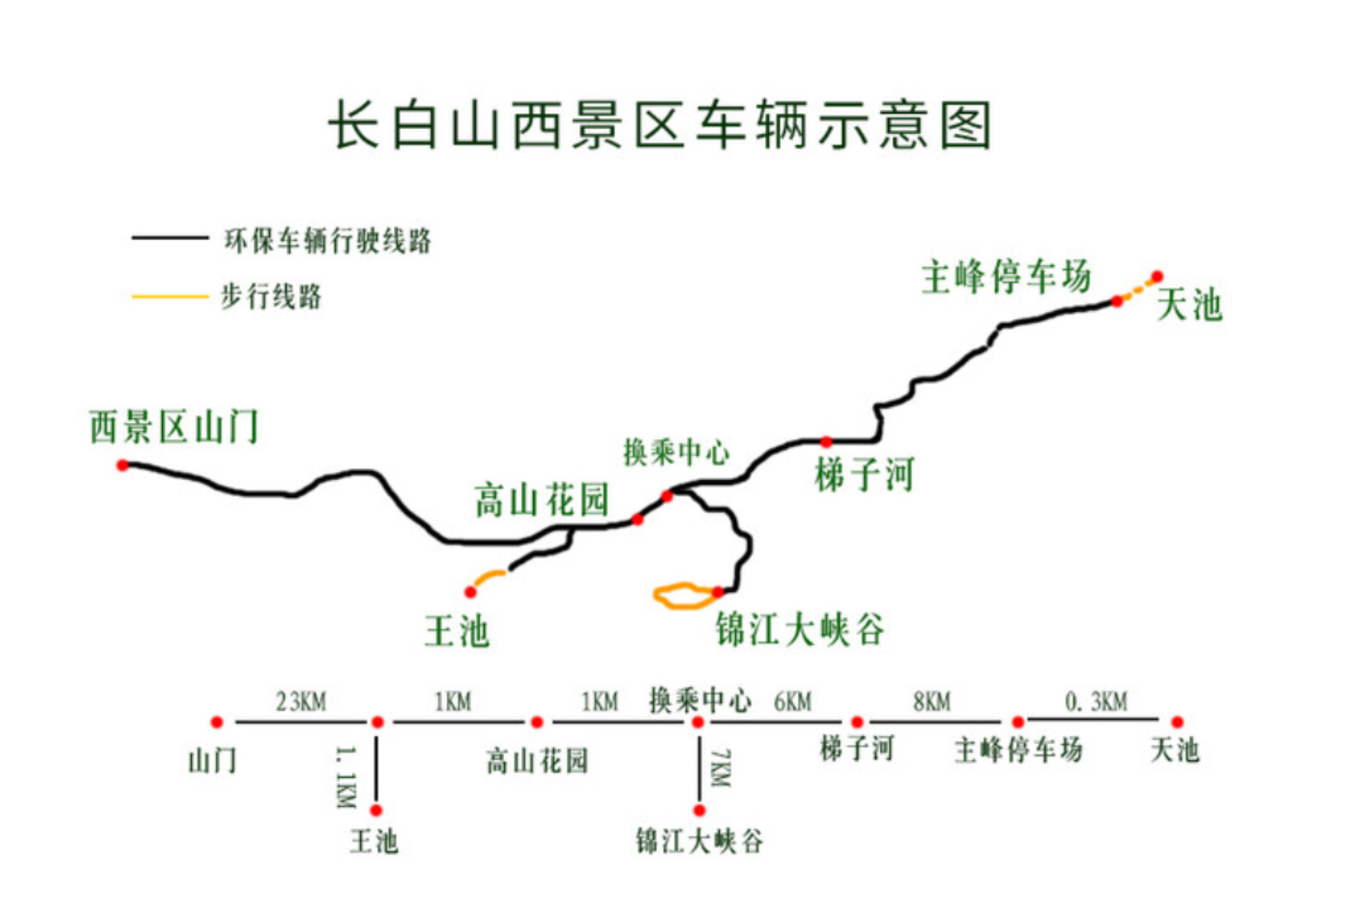 长白山西景区车辆示意图
环保车辆行驶线路
步行线路
主峰停车场
天池
西景区山门
换乘中心
梯子河
高山花园
王池
锦江大峡谷
23KM
1KM
1KM
换乘中心
6KM
8KM
0.3KM
山门
1.1KM
高山花园
7KM
梯子河
主峰停车场
天池
王池
锦江大峡谷